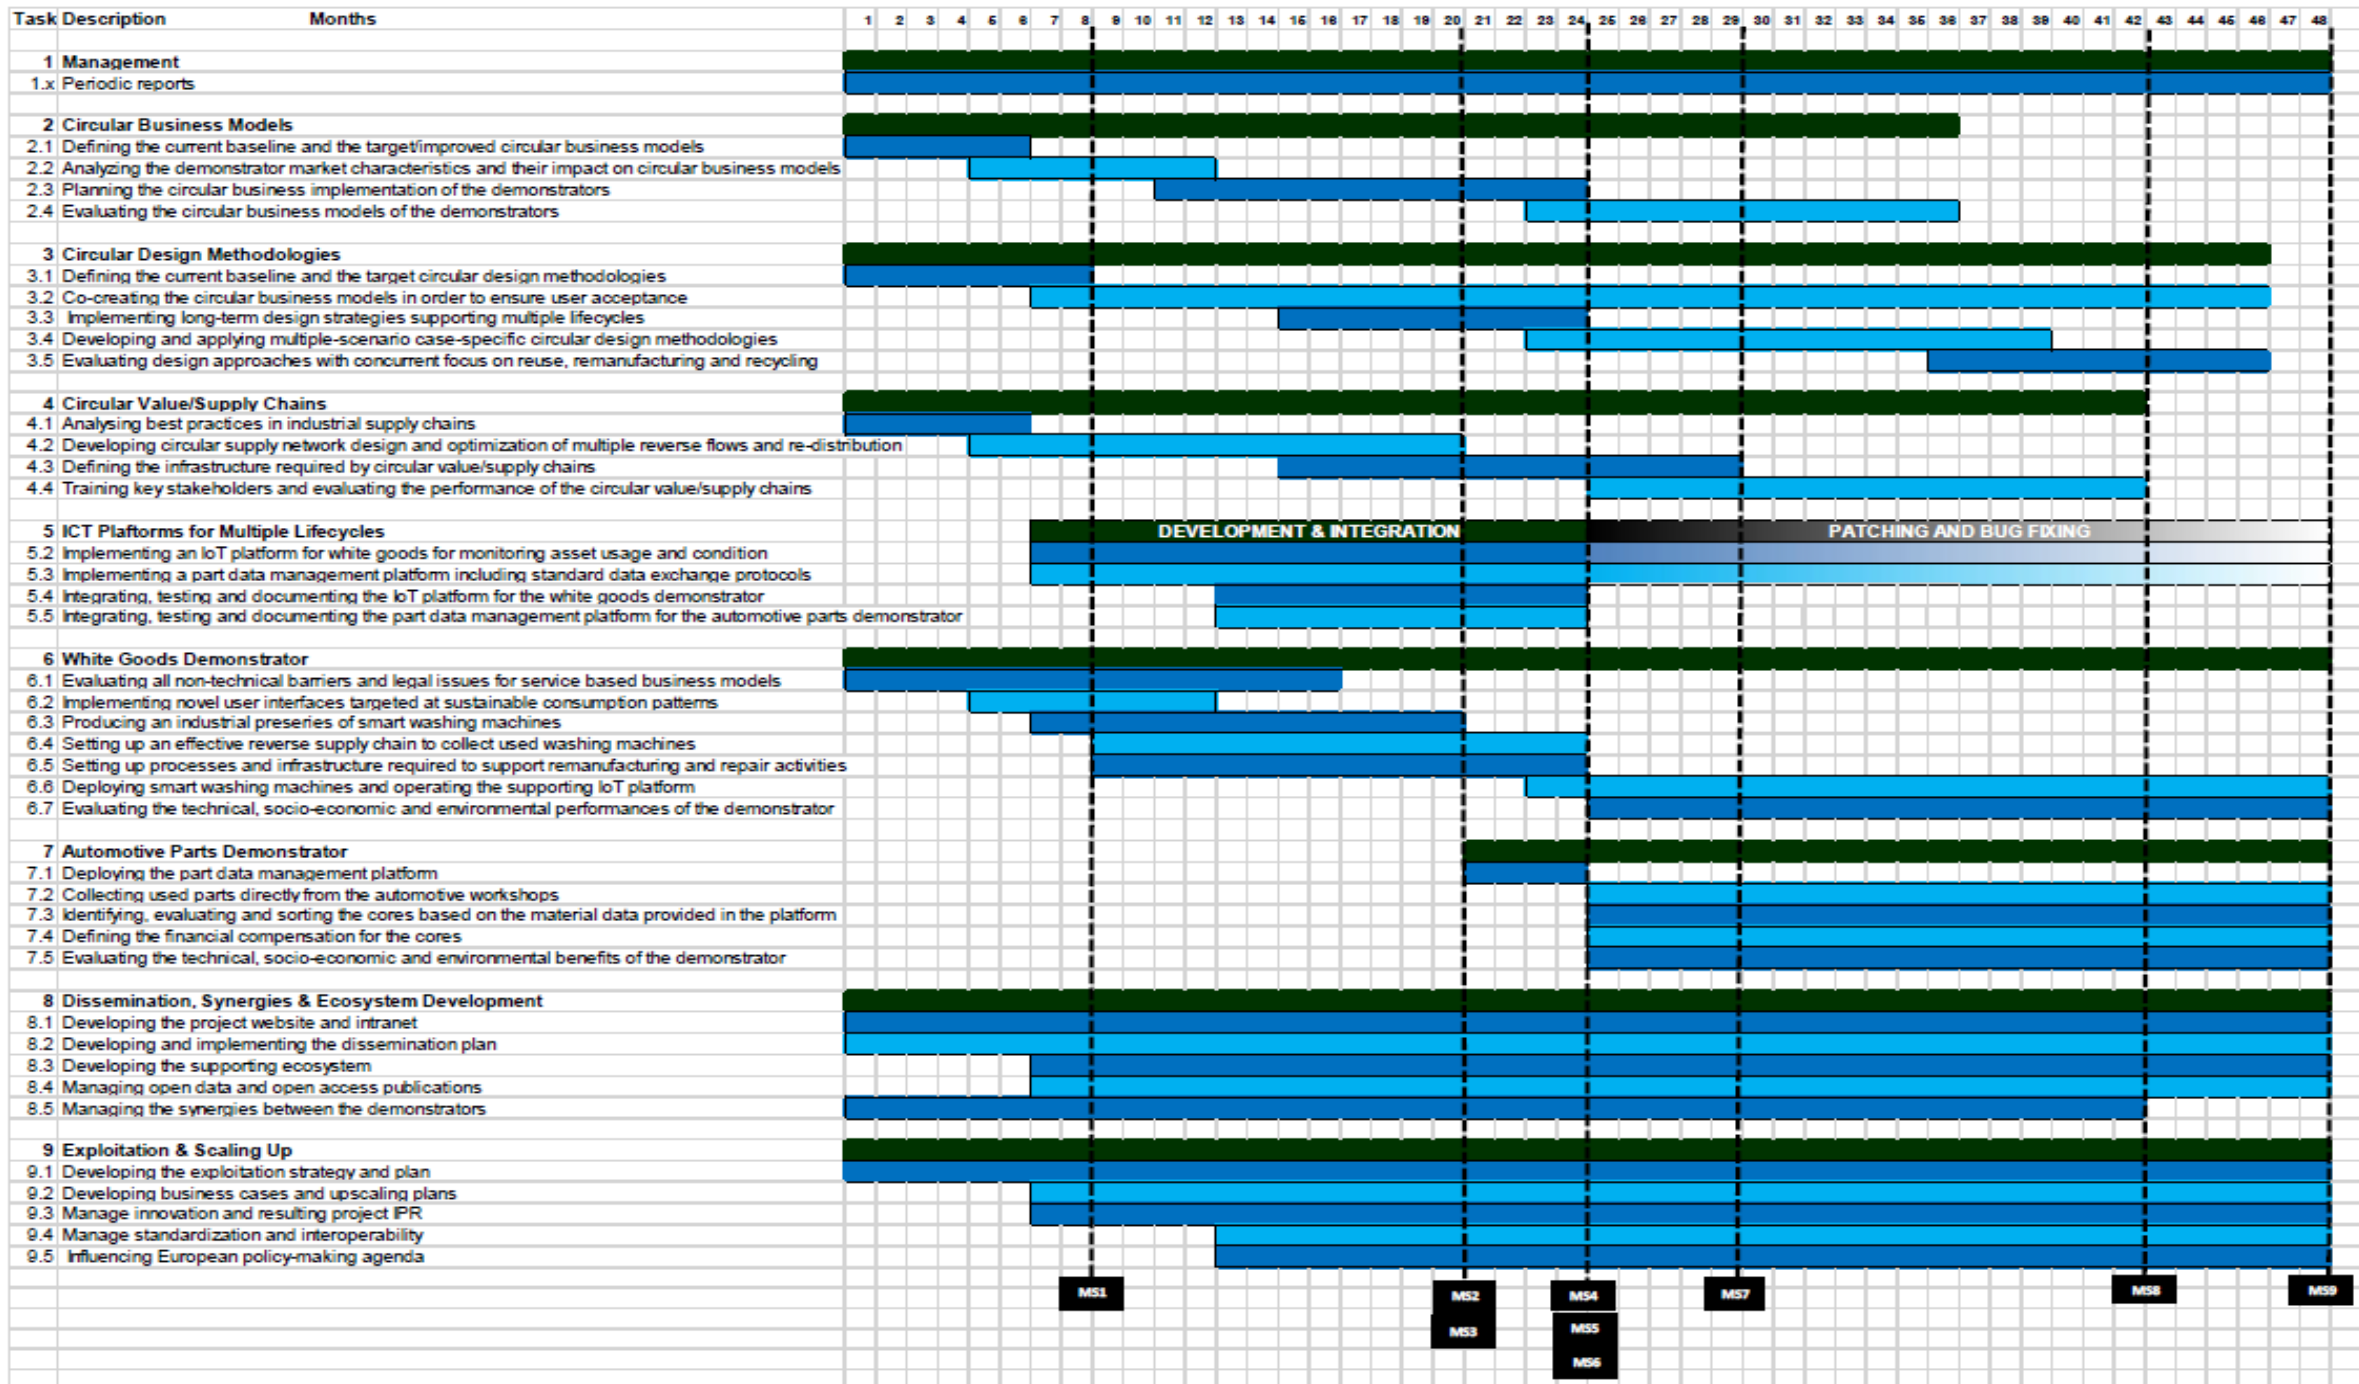 Task Description Months 1 2 3 4 5 6 7 8 9 10 11 12 13 14 15 16 17 18 19 20 21 22 23 24 25 26 27 28 29 30 31 32 33 34 35 36 37 38 39 40 41 42 43 44 45 46 47 48
1 Management
1.x Periodic reports
2 Circular Business Models
2.1 Defining the current baseline and the target/improved circular business models
2.2 Analyzing the demonstrator market characteristics and their impact on circular business models
2.3 Planning the circular business implementation of the demonstrators
2.4 Evaluating the circular business models of the demonstrators
3 Circular Design Methodologies
3.1 Defining the current baseline and the target circular design methodologies
3.2 Co-creating the circular business models in order to ensure user acceptance
3.3 Implementing long-term design strategies supporting multiple lifecycles
3.4 Developing and applying multiple-scenario case-specific circular design methodologies
3.5 Evaluating design approaches with concurrent focus on reuse, remanufacturing and recycling
4 Circular Value/Supply Chains
4.1 Analysing best practices in industrial supply chains
4.2 Developing circular supply network design and optimization of multiple reverse flows and re-distribution
4.3 Defining the infrastructure required by circular value/supply chains
4.4 Training key stakeholders and evaluating the performance of the circular value/supply chains
5 ICT Plaftorms for Multiple Lifecycles DEVELOPMENT & INTEGRATION PATCHING AND BUG FIXING
5.2 Implementing an IoT platform for white goods for monitoring asset usage and condition
5.3 Implementing a part data management platform including standard data exchange protocols
5.4 Integrating, testing and documenting the IoT platform for the white goods demonstrator
5.5 Integrating, testing and documenting the part data management platform for the automotive parts demonstrator
6 White Goods Demonstrator
6.1 Evaluating all non-technical barriers and legal issues for service based business models
6.2 Implementing novel user interfaces targeted at sustainable consumption patterns
6.3 Producing an industrial preseries of smart washing machines
6.4 Setting up an effective reverse supply chain to collect used washing machines
6.5 Setting up processes and infrastructure required to support remanufacturing and repair activities
6.6 Deploying smart washing machines and operating the supporting IoT platform
6.7 Evaluating the technical, socio-economic and environmental performances of the demonstrator
7 Automotive Parts Demonstrator
7.1 Deploying the part data management platform
7.2 Collecting used parts directly from the automotive workshops
7.3 Identifying, evaluating and sorting the cores based on the material data provided in the platform
7.4 Defining the financial compensation for the cores
7.5 Evaluating the technical, socio-economic and environmental benefits of the demonstrator
8 Dissemination, Synergies & Ecosystem Development
8.1 Developing the project website and intranet
8.2 Developing and implementing the dissemination plan
8.3 Developing the supporting ecosystem
8.4 Managing open data and open access publications
8.5 Managing the synergies between the demonstrators
9 Exploitation & Scaling Up
9.1 Developing the exploitation strategy and plan
9.2 Developing business cases and upscaling plans
9.3 Manage innovation and resulting project IPR
9.4 Manage standardization and interoperability
9.5 Influencing European policy-making agenda
MS1 MS2 MS4 MS7 MS8 MS9
MS3 MS5
MS6